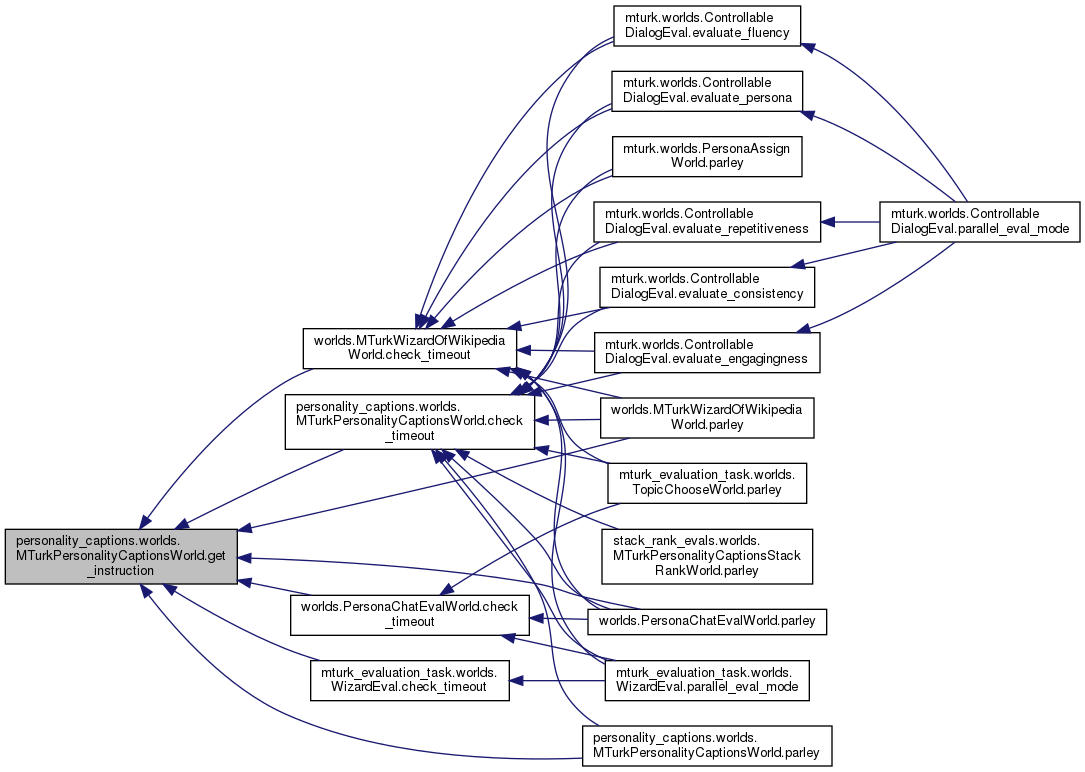 mturk.worlds.Controllable
DialogEval.evaluate_fluency
mturk.worlds.Controllable
DialogEval.evaluate_persona
mturk.worlds.PersonaAssign
World.parley
mturk.worlds.Controllable
DialogEval.evaluate_repetitiveness
mturk.worlds.Controllable
DialogEval.parallel_eval_mode
mturk.worlds.Controllable
DialogEval.evaluate_consistency
worlds.MTurkWizardOfWikipedia
World.check_timeout
mturk.worlds.Controllable
DialogEval.evaluate_engagingness
personality_captions.worlds.
MTurkPersonalityCaptionsWorld.check
_timeout
worlds.MTurkWizardOfWikipedia
World.parley
mturk_evaluation_task.worlds.
TopicChooseWorld.parley
personality_captions.worlds.
MTurkPersonalityCaptionsWorld.get
_instruction
stack_rank_evals.worlds.
MTurkPersonalityCaptionsStack
RankWorld.parley
worlds.PersonaChatEvalWorld.check
_timeout
worlds.PersonaChatEvalWorld.parley
mturk_evaluation_task.worlds.
WizardEval.check_timeout
mturk_evaluation_task.worlds.
WizardEval.parallel_eval_mode
personality_captions.worlds.
MTurkPersonalityCaptionsWorld.parley